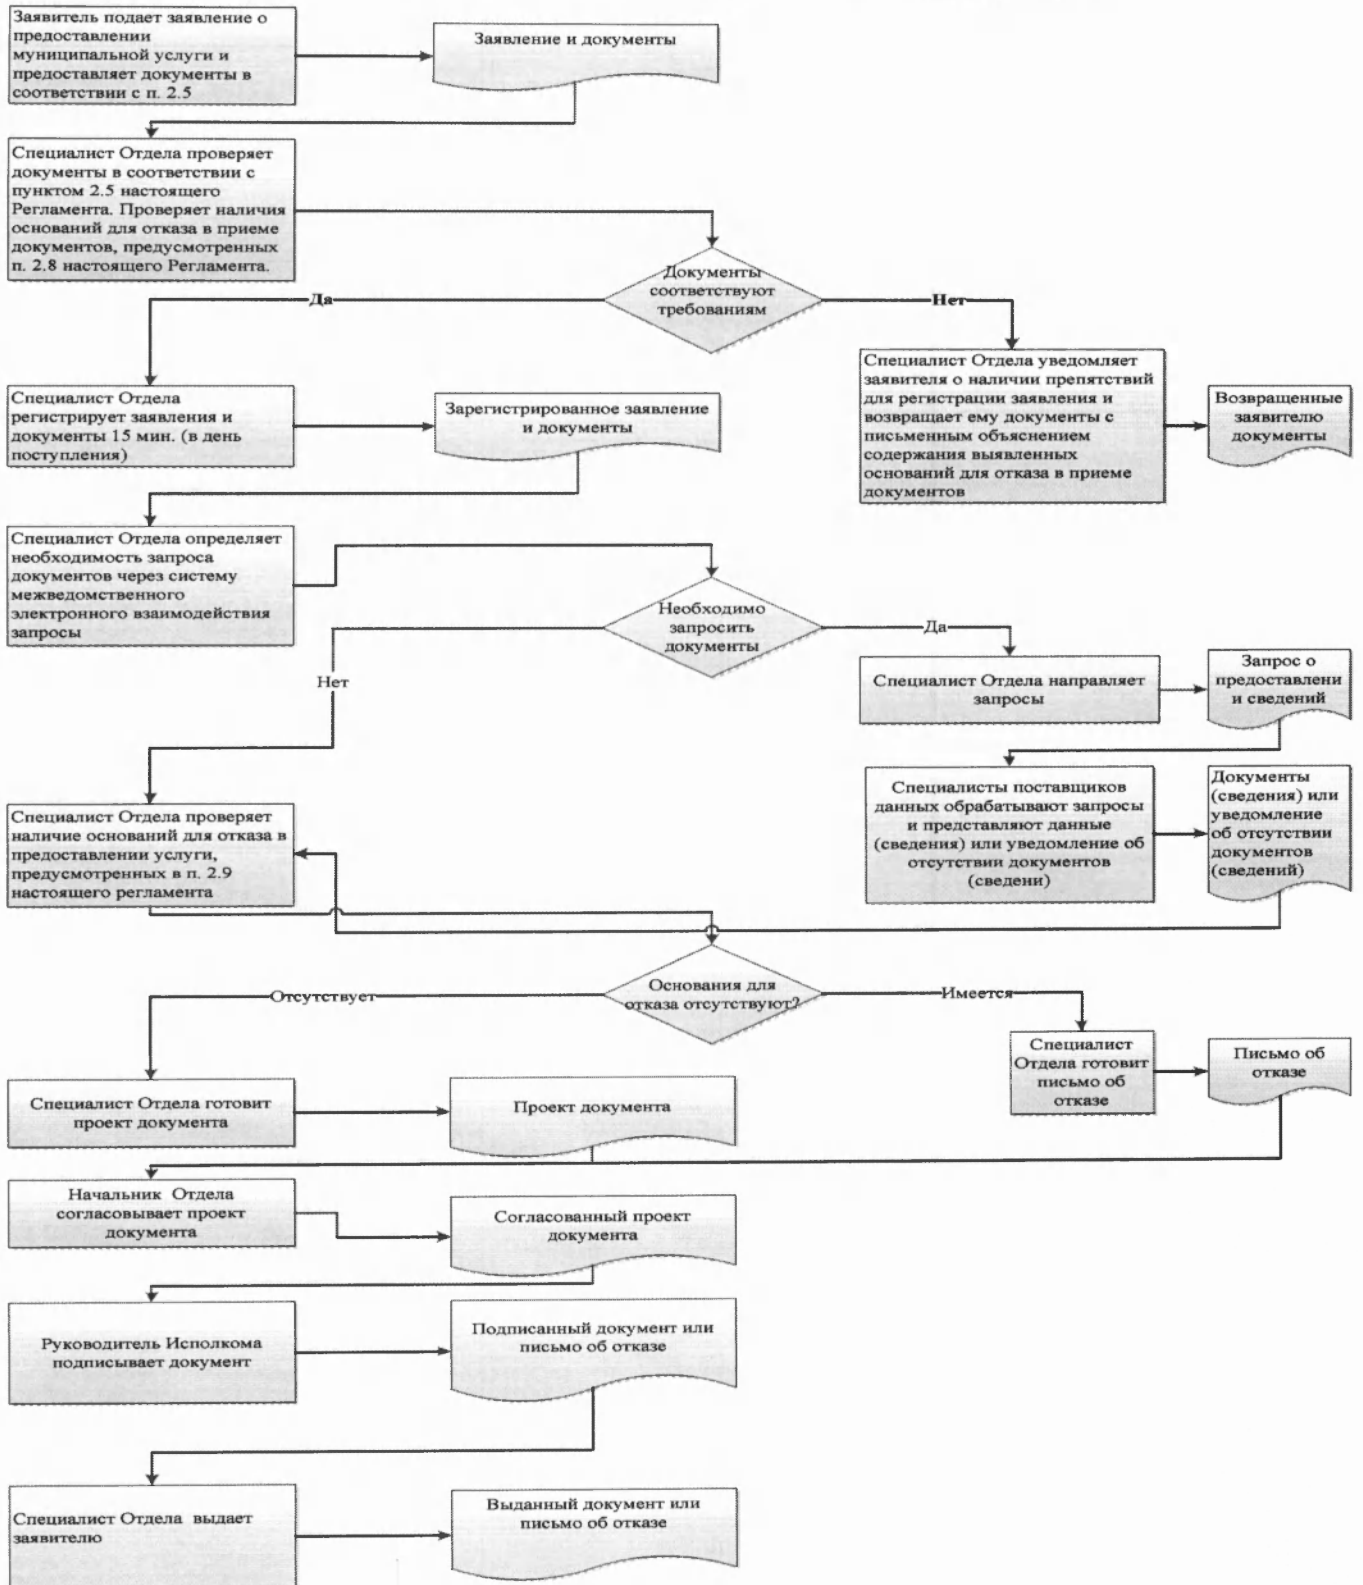 Заявитель подает заявление о
предоставлении
муниципальной услуги и
предоставляет документы в
соответствии с п. 2.5
Заявление и документы
Специалист Отдела проверяет
документы в соответствии с
пунктом 2.5 настоящего
Регламента. Проверяет наличия
оснований для отказа в приеме
документов, предусмотренных
п. 2.8 настоящего Регламента.
Документы
соответствуют
требованиям
Да
Нет
Специалист Отдела
регистрирует заявления и
документы 15 мин. (в день
поступления)
Зарегистрированное заявление
и документы
Специалист Отдела уведомляет
заявителя о наличии препятствий
для регистрации заявления и
возвращает ему документы с
письменным объяснением
содержания выявленных
оснований для отказа в приеме
документов
Возвращенные
заявителю
документы
Специалист Отдела определяет
необходимость запроса
документов через систему
межведомственного
электронного взаимодействия
запросы
Необходимо
запросить
документы
Да
Нет
Специалист Отдела направляет
запросы
Запрос о
предоставлени
и сведений
Специалисты поставщиков
данных обрабатывают запросы
и представляют данные
(сведения) или уведомление об
отсутствии документов
(сведени)
Документы
(сведения) или
уведомление
об отсутствии
документов
(сведений)
Специалист Отдела проверяет
наличие оснований для отказа в
предоставлении услуги,
предусмотренных в п. 2.9
настоящего регламента
Основания для
отказа отсутствуют?
Отсутствует
Имеется
Специалист
Отдела готовит
письмо об
отказе
Письмо об
отказе
Специалист Отдела готовит
проект документа
Проект документа
Начальник Отдела
согласовывает проект
документа
Согласованный проект
документа
Руководитель Исполкома
подписывает документ
Подписанный документ или
письмо об отказе
Специалист Отдела выдает
заявителю
Выданный документ или
письмо об отказе